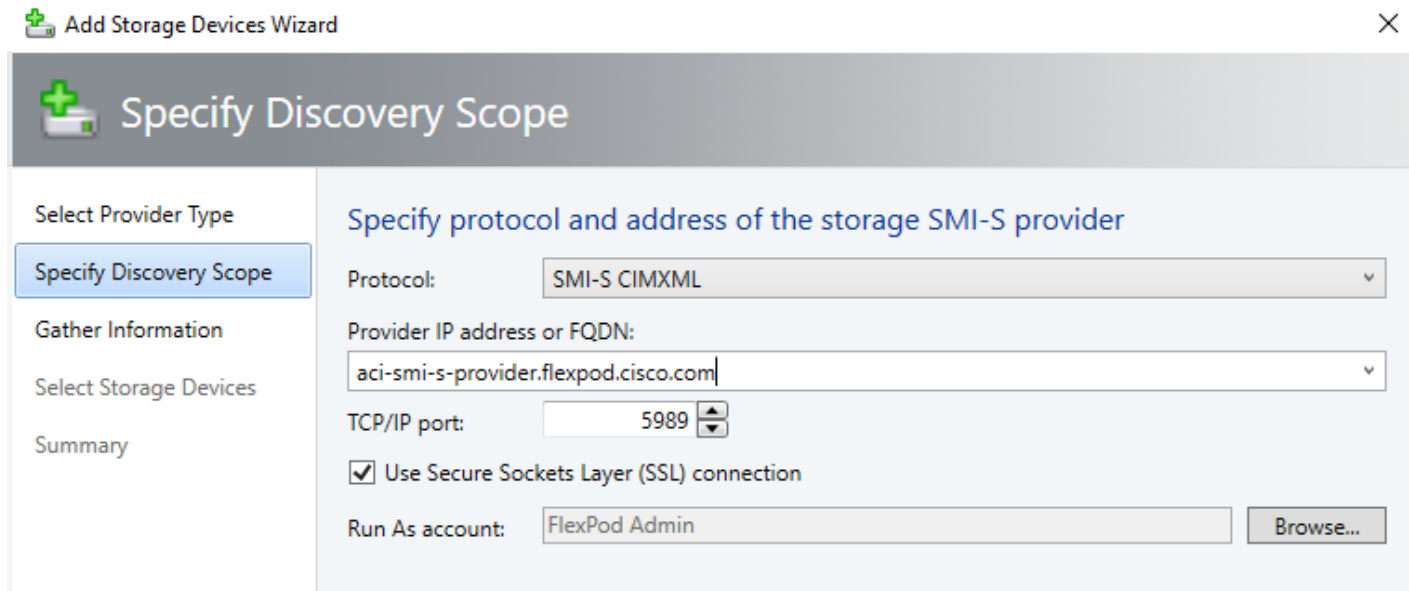 Add Storage Devices Wizard
Specify Discovery Scope
Select Provider Type
Specify Discovery Scope
Gather Information
Select Storage Devices
Summary
Specify protocol and address of the storage SMI-S provider
Protocol: SMI-S CIMXML
Provider IP address or FQDN:
aci-smi-s-provider.flexpod.cisco.com
TCP/IP port: 5989
Use Secure Sockets Layer (SSL) connection
Run As account: FlexPod Admin Browse...